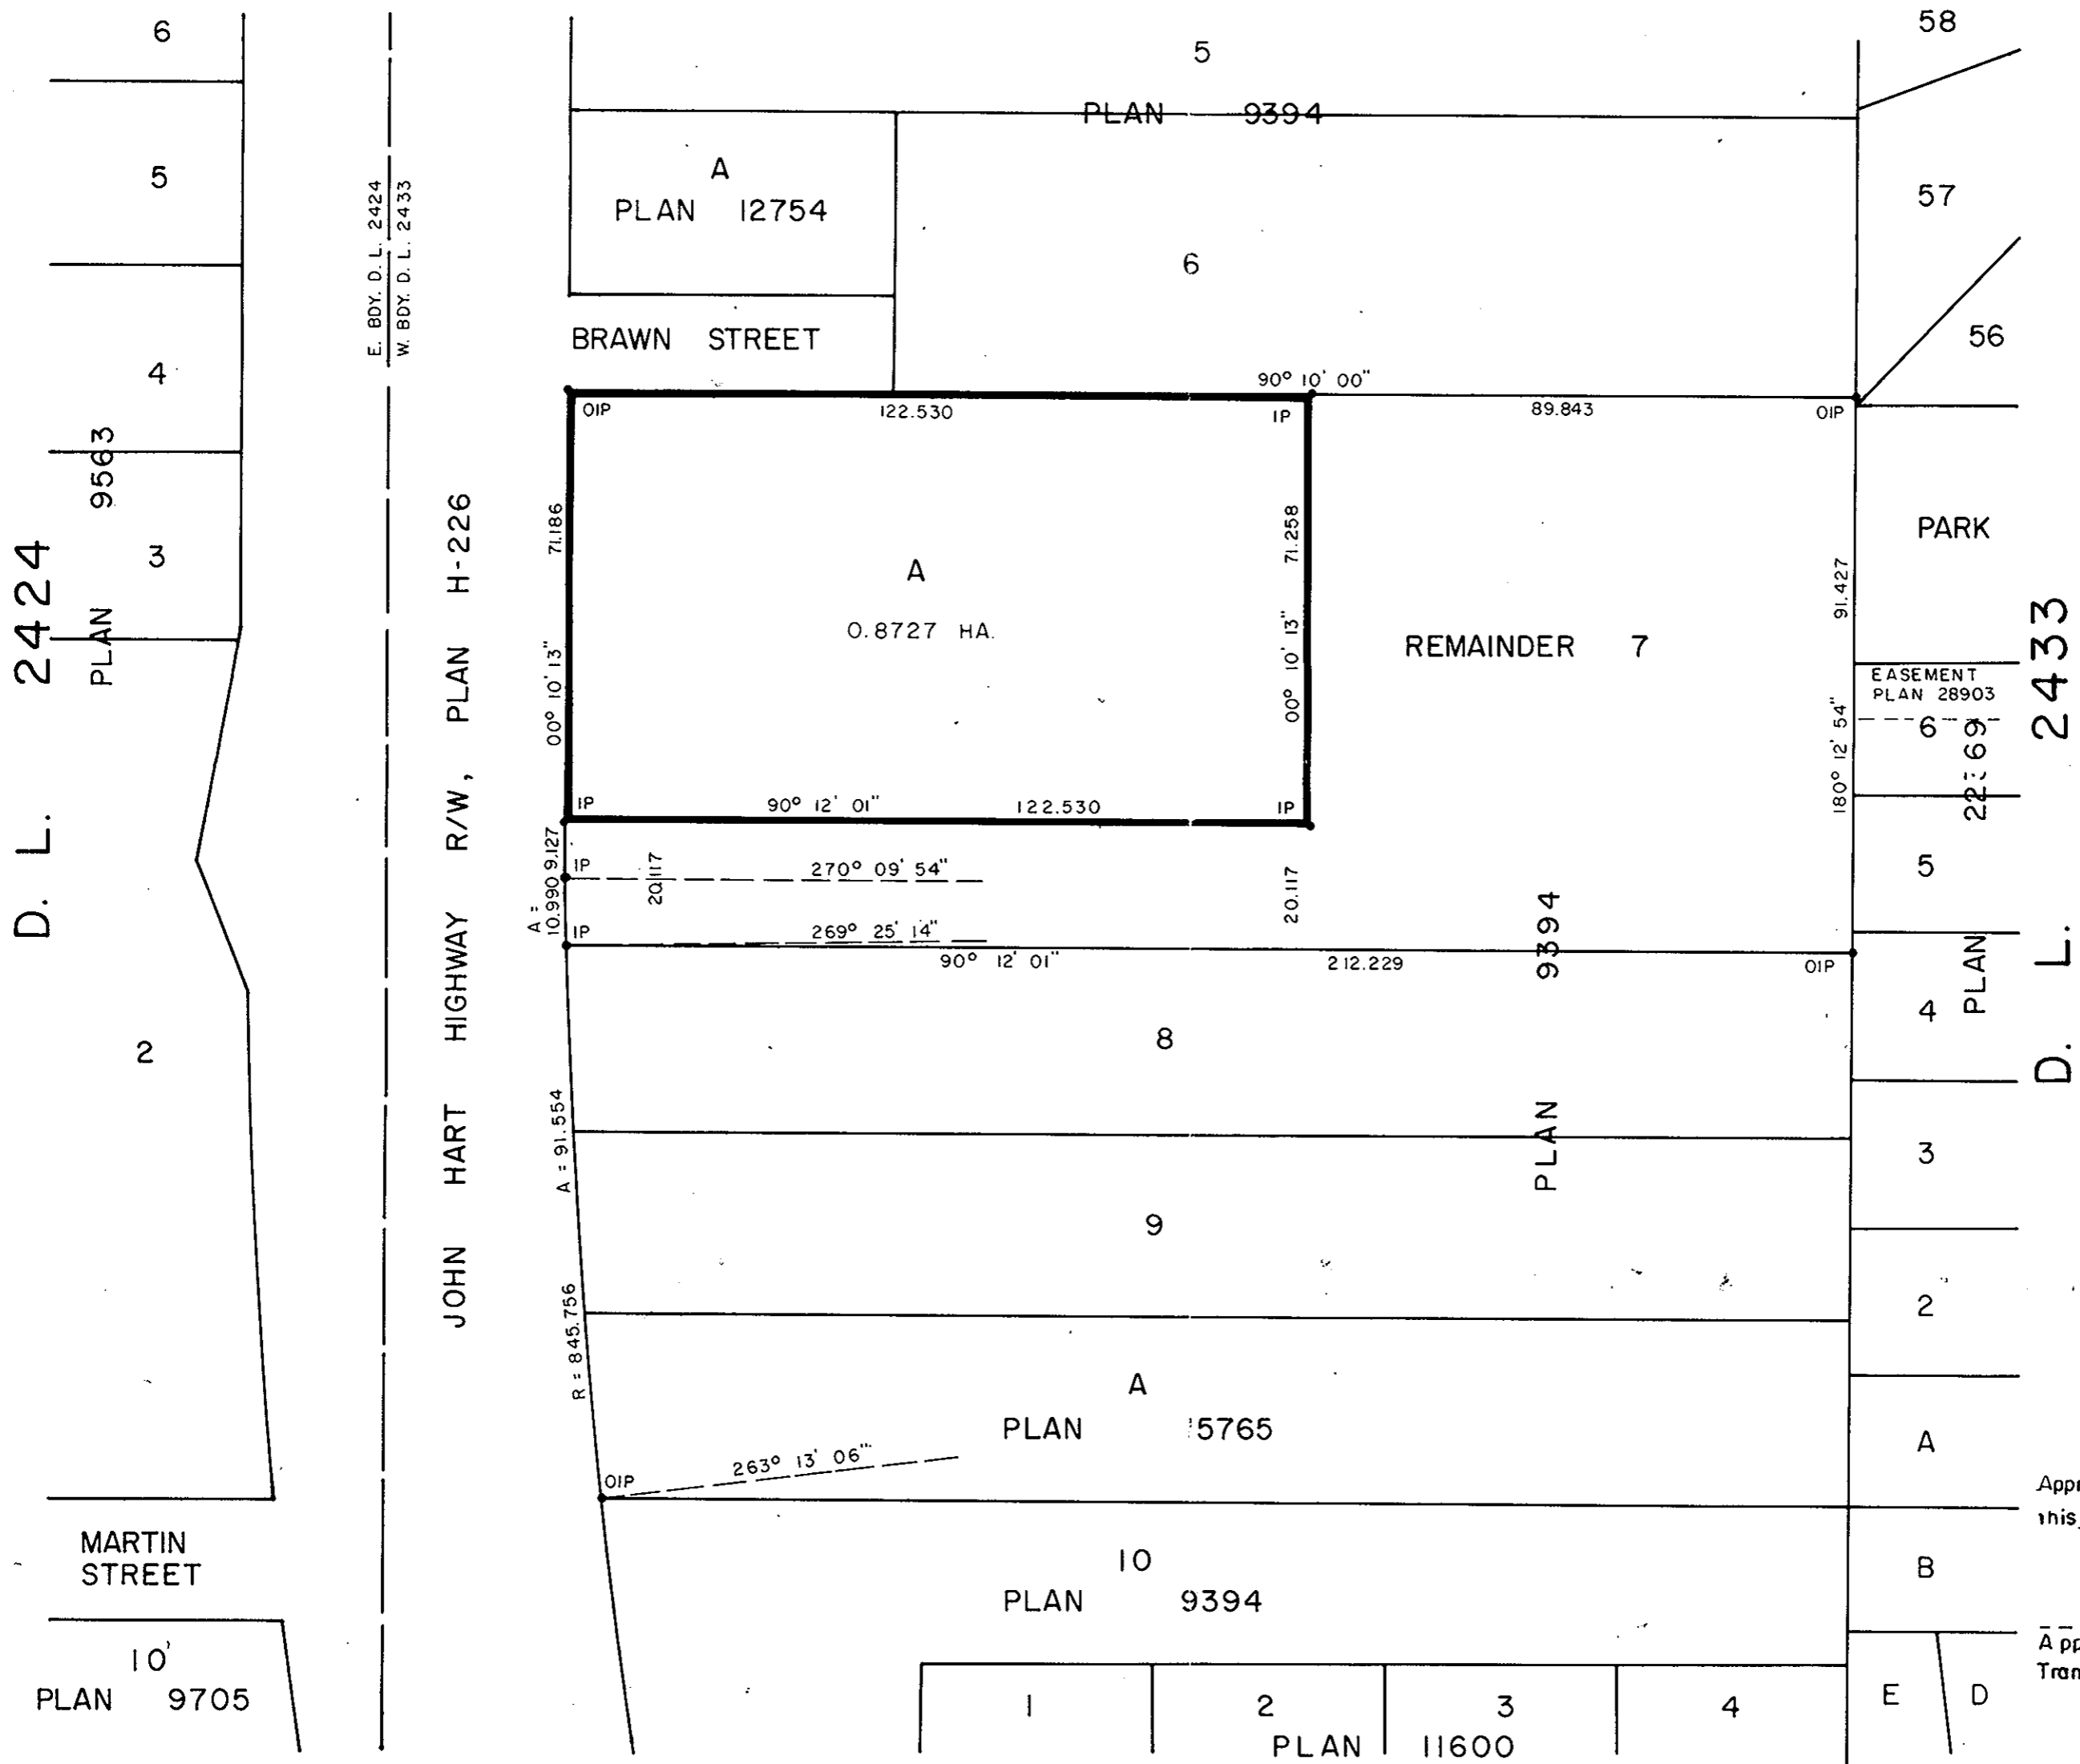 6
5
4
3
2
PLAN 9563
D. L. 2424
E. BDY. D. L. 2424
W. BDY. D. L. 2433
JOHN HART HIGHWAY R/W, PLAN H-226
MARTIN
STREET
10'
PLAN 9705
5
PLAN 9394
A
PLAN 12754
6
BRAWN STREET
90° 10' 00"
OIP
122.530
IP
89.843
OIP
71.186
00° 10' 13"
A
0.8727 HA.
71.258
00° 10' 13"
REMAINDER 7
91.427
180° 12' 54"
IP
90° 12' 01"
122.530
IP
9.127
IP
20.117
270° 09' 54"
20.117
A =
10.990
IP
269° 25' 14"
90° 12' 01"
212.229
OIP
PLAN 9394
8
A = 91.554
9
R = 845.756
A
PLAN 15765
OIP
263° 13' 06"
10
PLAN 9394
1
2
3
4
PLAN 11600
58
57
56
PARK
EASEMENT
PLAN 28903
6
5
4
3
2
A
B
E
D
PLAN
D. L. 2433